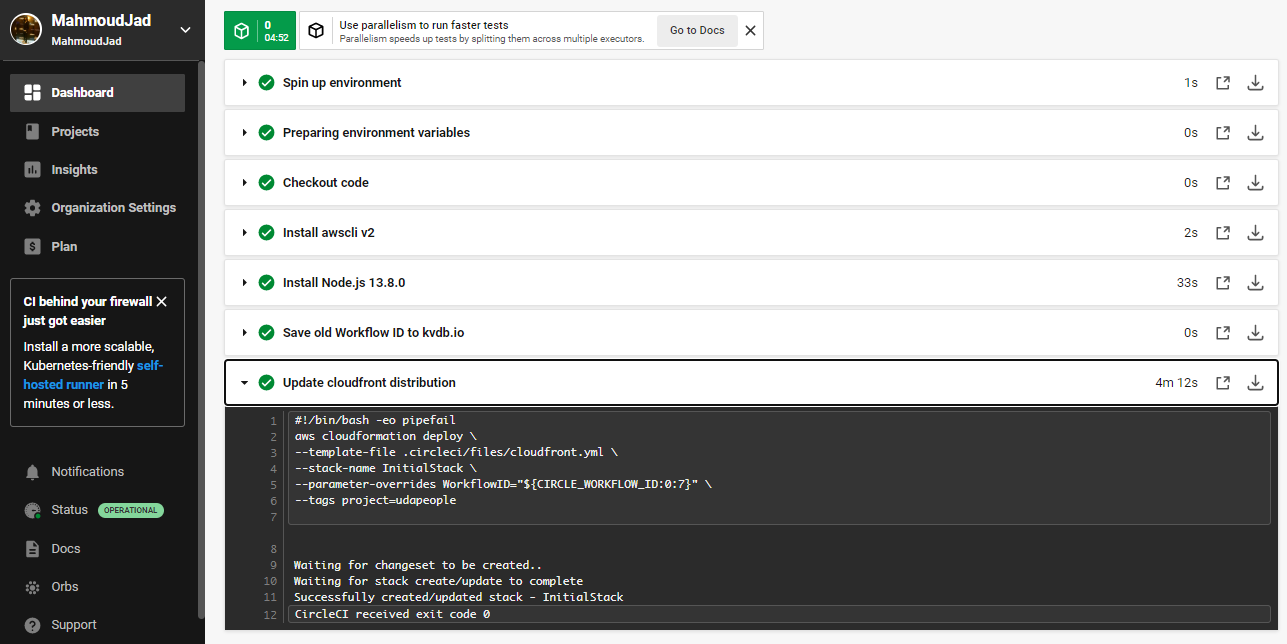 MahmoudJad
MahmoudJad
Dashboard
Projects
Insights
Organization Settings
Plan
CI behind your firewall
just got easier
Install a more scalable,
Kubernetes-friendly self-
hosted runner in 5
minutes or less.
Notifications
Status OPERATIONAL
Docs
Orbs
Support
0
04:52
Use parallelism to run faster tests
Parallelism speeds up tests by splitting them across multiple executors.
Go to Docs
Spin up environment 1s
Preparing environment variables 0s
Checkout code 0s
Install awscli v2 2s
Install Node.js 13.8.0 33s
Save old Workflow ID to kvdb.io 0s
Update cloudfront distribution 4m 12s
1 #!/bin/bash -eo pipefail
2 aws cloudformation deploy \
3 --template-file .circleci/files/cloudfront.yml \
4 --stack-name InitialStack \
5 --parameter-overrides WorkflowID="${CIRCLE_WORKFLOW_ID:0:7}" \
6 --tags project=udapeople
7
8
9 Waiting for changeset to be created..
10 Waiting for stack create/update to complete
11 Successfully created/updated stack - InitialStack
12 CircleCI received exit code 0